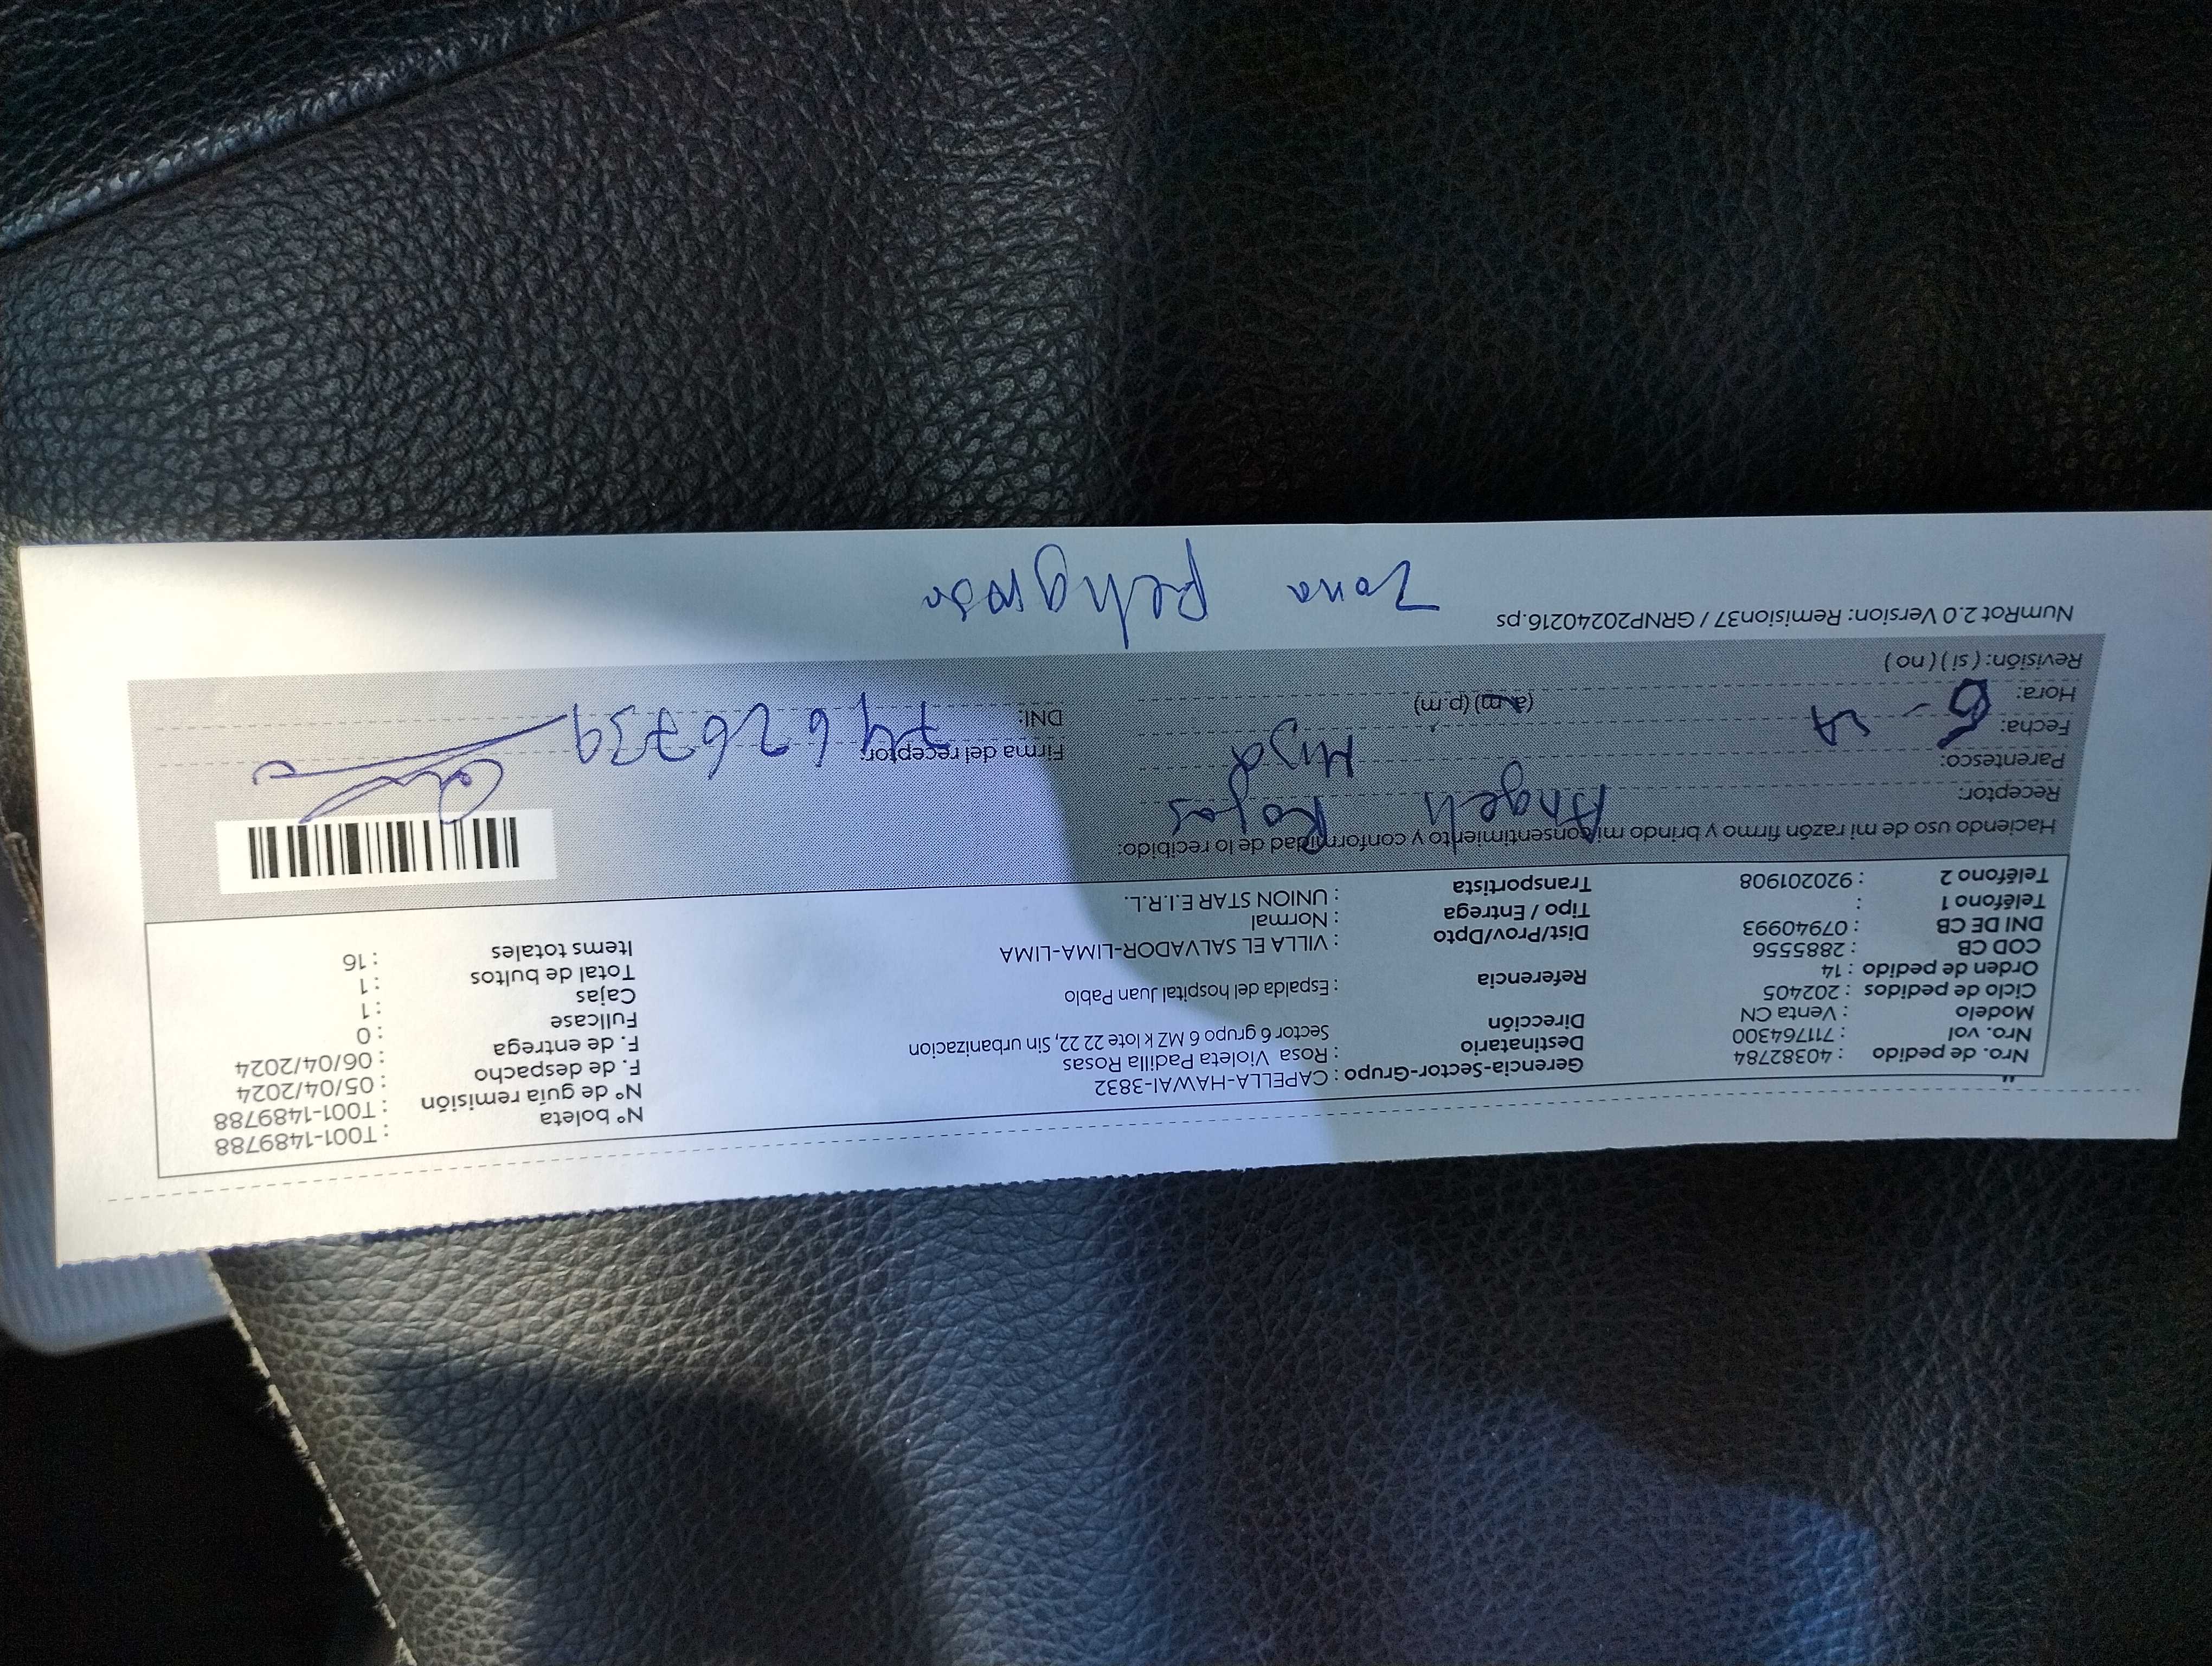 Nro. de pedido : 40382784
Nro. vol : 711764300
Modelo : Venta CN
Ciclo de pedidos : 202405
Orden de pedido : 14
COD CB : 2885556
DNI DE CB : 07940993
Teléfono 1 :
Teléfono 2 : 920201908
Gerencia-Sector-Grupo : CAPELLA-HAWAI-3832
Destinatario : Rosa Violeta Padilla Rosas
Dirección Sector 6 grupo 6 MZ k lote 22 22, Sin urbanizacion
Referencia : Espalda del hospital Juan Pablo
Dist/Prov/Dpto : VILLA EL SALVADOR-LIMA-LIMA
Tipo / Entrega : Normal
Transportista : UNION STAR E.I.R.L.
N° boleta : T001-1489788
N° de guía remisión : T001-1489788
F. de despacho : 05/04/2024
F. de entrega : 06/04/2024
Fullcase : 0
Cajas : 1
Total de bultos : 1
Items totales : 16
Haciendo uso de mi razón firmo y brindo mi consentimiento y conformidad de lo recibido:
Receptor: Angeli Rojas
Parentesco: Hija
Fecha: 6 -
Hora: (a.m) (p.m)
Revisión: ( si ) ( no )
Firma del receptor:
DNI: 74626739
NumRot 2.0 Version: Remision37 / GRNP20240216.ps
Zona peligrosa